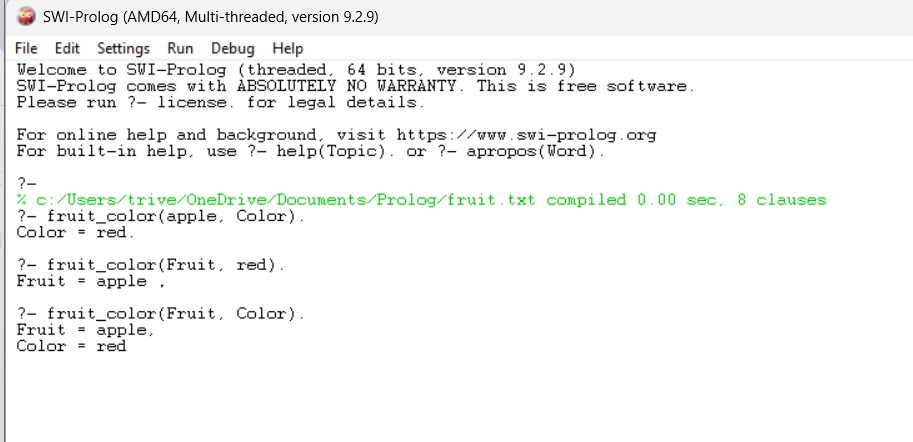 SWI-Prolog (AMD64, Multi-threaded, version 9.2.9)
File Edit Settings Run Debug Help
Welcome to SWI-Prolog (threaded, 64 bits, version 9.2.9)
SWI-Prolog comes with ABSOLUTELY NO WARRANTY. This is free software.
Please run ?- license. for legal details.
For online help and background, visit https://www.swi-prolog.org
For built-in help, use ?- help(Topic). or ?- apropos(Word).
?-
% c:/Users/trive/OneDrive/Documents/Prolog/fruit.txt compiled 0.00 sec, 8 clauses
?- fruit_color(apple, Color).
Color = red.
?- fruit_color(Fruit, red).
Fruit = apple .
?- fruit_color(Fruit, Color).
Fruit = apple,
Color = red